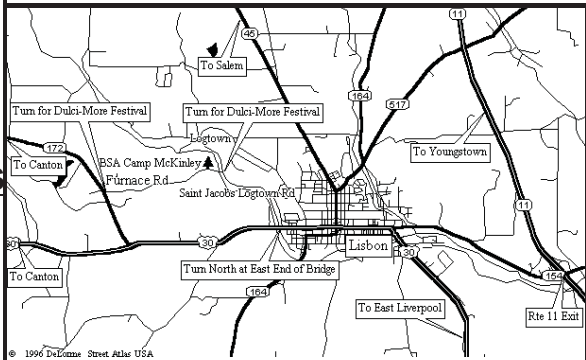 11
45
To Salem
164
517
Turn for Dulci-More Festival
Turn for Dulci-More Festival
Logtown
To Youngstown
172
To Canton
BSA Camp McKinley
Furnace Rd.
Saint Jacobs Logtown Rd
11
30
30
Lisbon
30
To Canton
Turn North at East End of Bridge
154
164
To East Liverpool
Rte 11 Exit
© 1996 DeLorme Street Atlas USA